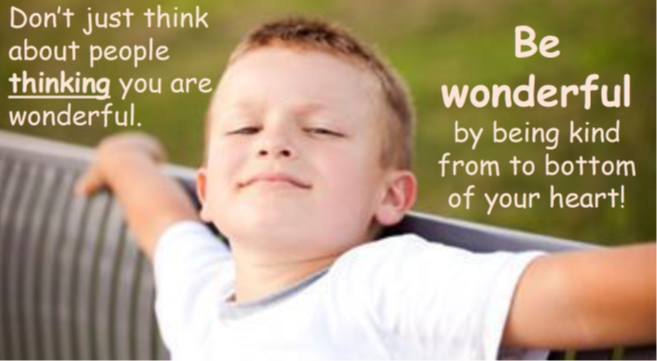 Don't just think
about people
thinking you are
wonderful.
Be
wonderful
by being kind
from to bottom
of your heart!